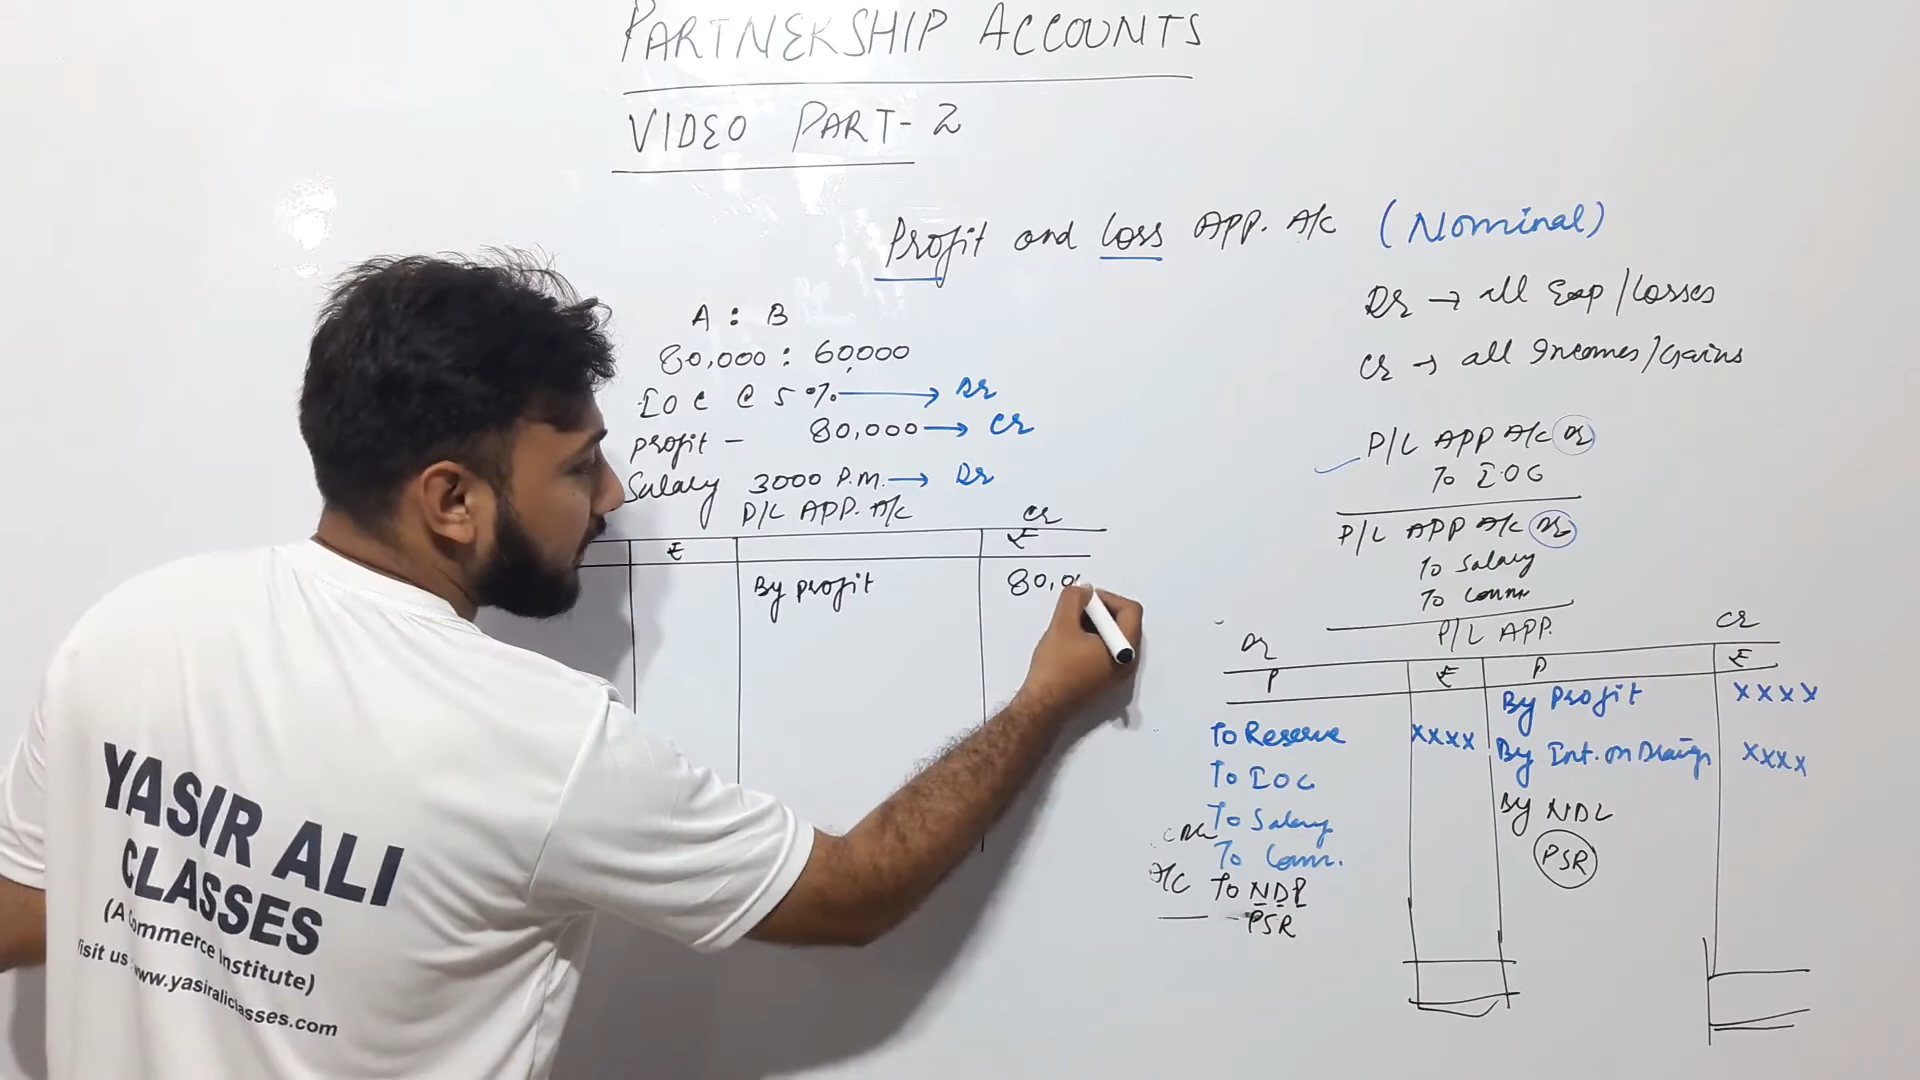 PARTNERSHIP ACCOUNTS
VIDEO PART-2
Profit and Loss APP. A/c (Nominal)
Dr → all Exp/Losses
Cr → all Incomes/Gains
A : B
80,000 : 60,000
IOC @ 5% → Dr
profit - 80,000 → Cr
Salary 3000 P.M. → Dr
P/L APP. A/c
Cr
₹ ₹
By profit 80,0
P/L APP A/c Dr
To IOC
P/L APP A/c Dr
To Salary
To Comm
P/L APP.
Dr Cr
P ₹ P ₹
By Profit xxxx
To Reserve xxxx By Int. on Drawings xxxx
To IOC
By NDL
To Salary
To Comm.
PSR
A/C To NDP
PSR
YASIR ALI
CLASSES
(A Commerce Institute)
isit us :www.yasiraliclasses.com